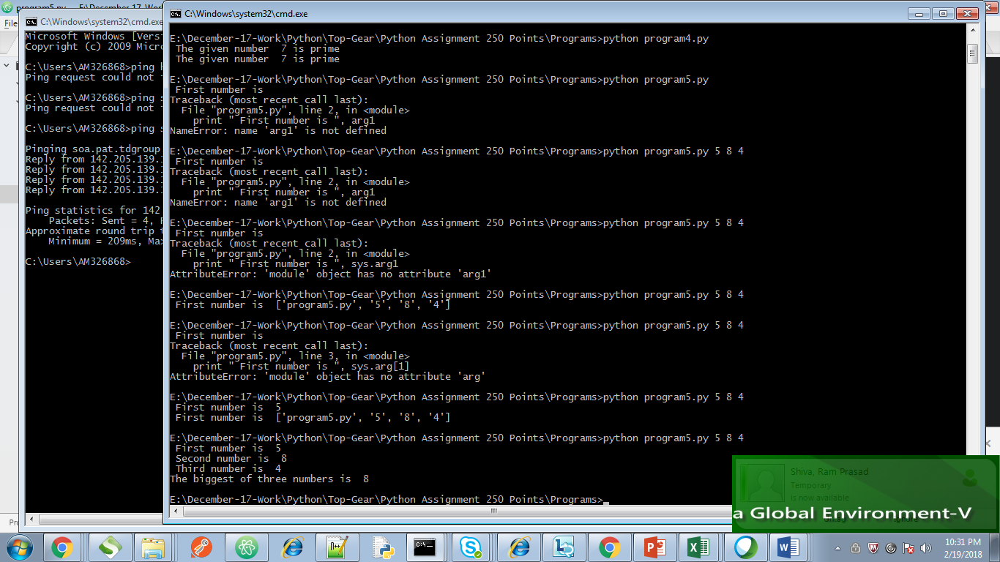 program5.py — E:\December-17-Work
C:\Windows\system32\cmd.exe
File
Microsoft Windows [Versi
Copyright (c) 2009 Micro
C:\Users\AM326868>ping
Ping request could not
C:\Users\AM326868>ping s
Ping request could not
C:\Users\AM326868>ping s
Pinging soa.pat.tdgroup
Reply from 142.205.139.1
Reply from 142.205.139.1
Reply from 142.205.139.1
Reply from 142.205.139.1
Ping statistics for 142
Packets: Sent = 4,
Approximate round trip t
Minimum = 209ms, Max
C:\Users\AM326868>
C:\Windows\system32\cmd.exe
E:\December-17-Work\Python\Top-Gear\Python Assignment 250 Points\Programs>python program4.py
The given number  7 is prime
The given number  7 is prime
E:\December-17-Work\Python\Top-Gear\Python Assignment 250 Points\Programs>python program5.py
First number is
Traceback (most recent call last):
File "program5.py", line 2, in <module>
print " First number is ", arg1
NameError: name 'arg1' is not defined
E:\December-17-Work\Python\Top-Gear\Python Assignment 250 Points\Programs>python program5.py 5 8 4
First number is
Traceback (most recent call last):
File "program5.py", line 2, in <module>
print " First number is ", arg1
NameError: name 'arg1' is not defined
E:\December-17-Work\Python\Top-Gear\Python Assignment 250 Points\Programs>python program5.py 5 8 4
First number is
Traceback (most recent call last):
File "program5.py", line 2, in <module>
print " First number is ", sys.arg1
AttributeError: 'module' object has no attribute 'arg1'
E:\December-17-Work\Python\Top-Gear\Python Assignment 250 Points\Programs>python program5.py 5 8 4
First number is  ['program5.py', '5', '8', '4']
E:\December-17-Work\Python\Top-Gear\Python Assignment 250 Points\Programs>python program5.py 5 8 4
First number is
Traceback (most recent call last):
File "program5.py", line 3, in <module>
print " First number is ", sys.arg[1]
AttributeError: 'module' object has no attribute 'arg'
E:\December-17-Work\Python\Top-Gear\Python Assignment 250 Points\Programs>python program5.py 5 8 4
First number is  5
First number is  ['program5.py', '5', '8', '4']
E:\December-17-Work\Python\Top-Gear\Python Assignment 250 Points\Programs>python program5.py 5 8 4
First number is  5
Second number is  8
Third number is  4
The biggest of three numbers is  8
E:\December-17-Work\Python\Top-Gear\Python Assignment 250 Points\Programs>
Shiva, Ram Prasad
Temporary
is now available
a Global Environment-V
10:31 PM
2/19/2018